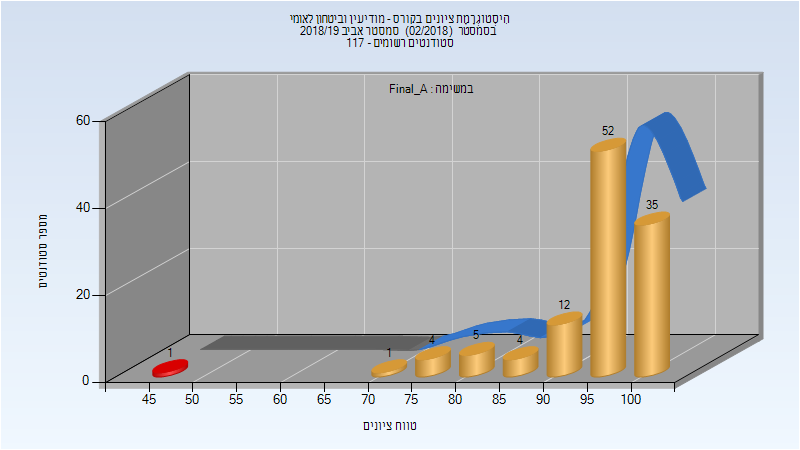 היסטוגרמת ציונים בקורס - מודיעין וביטחון לאומי
בסמסטר (02/2018) סמסטר אביב 2018/19
סטודנטים רשומים - 117
במשימה : Final_A
מספר סטודנטים
60
40
20
0
1
1
4
5
4
12
52
35
45 50 55 60 65 70 75 80 85 90 95 100
טווח ציונים